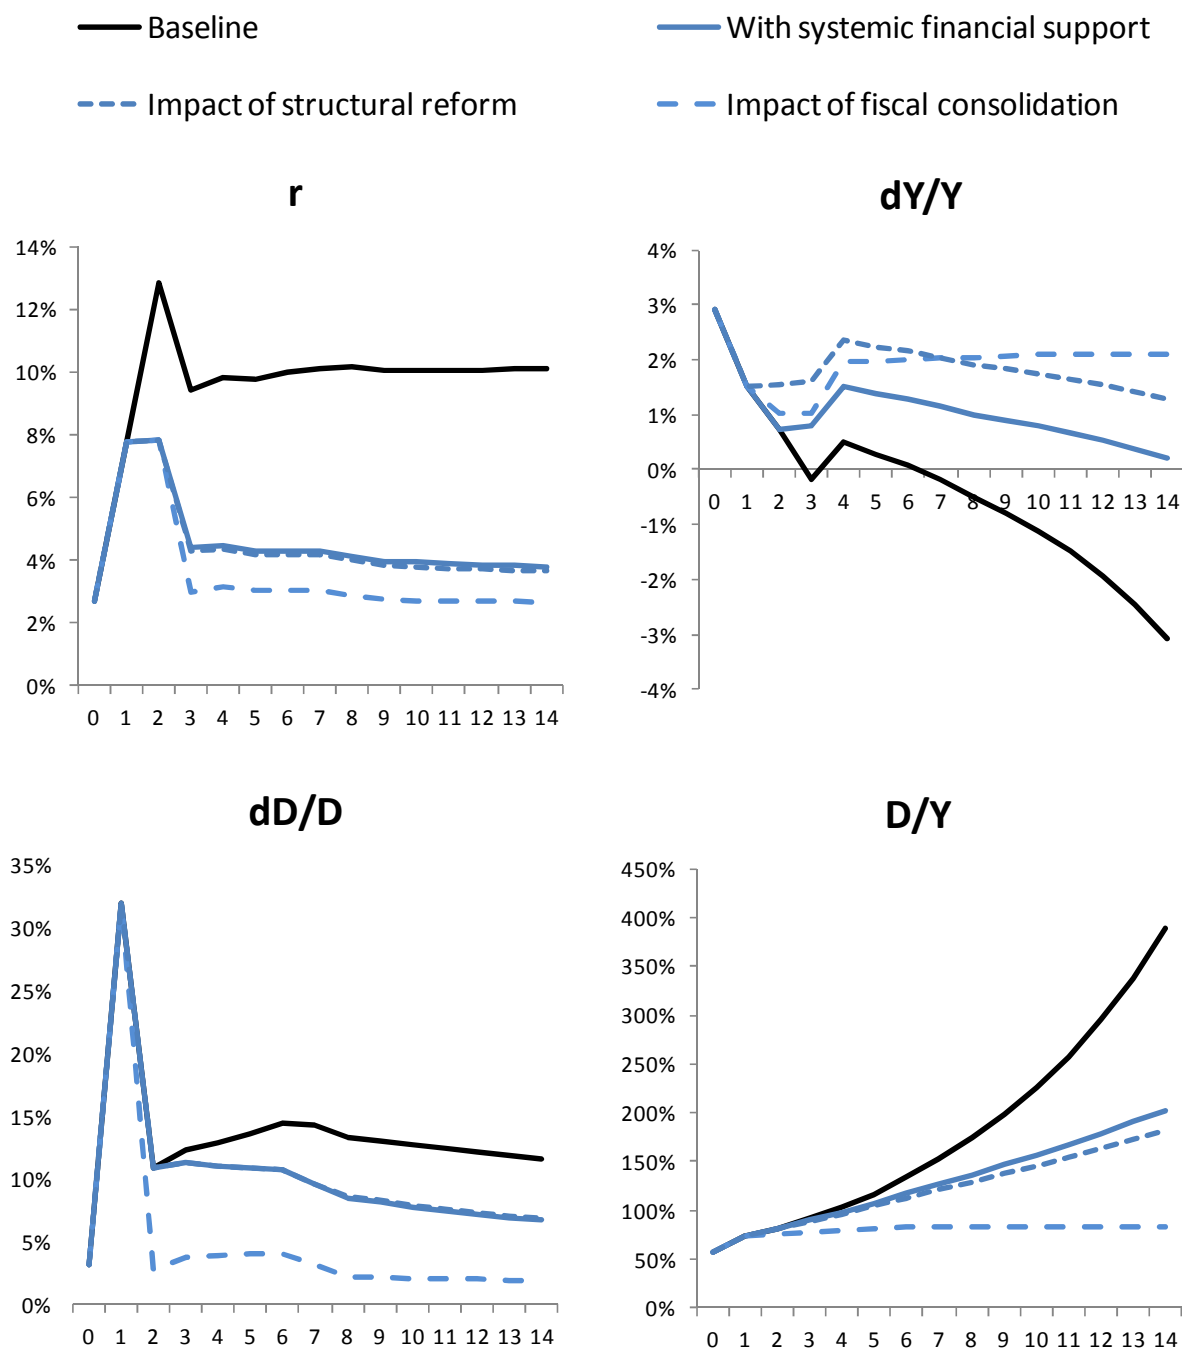 Baseline
With systemic financial support
Impact of structural reform
Impact of fiscal consolidation
r
14%
12%
10%
8%
6%
4%
2%
0%
0 1 2 3 4 5 6 7 8 9 10 11 12 13 14
dY/Y
4%
3%
2%
1%
0%
-1%
-2%
-3%
-4%
0 1 2 3 4 5 6 7 8 9 10 11 12 13 14
dD/D
35%
30%
25%
20%
15%
10%
5%
0%
0 1 2 3 4 5 6 7 8 9 10 11 12 13 14
D/Y
450%
400%
350%
300%
250%
200%
150%
100%
50%
0%
0 1 2 3 4 5 6 7 8 9 10 11 12 13 14